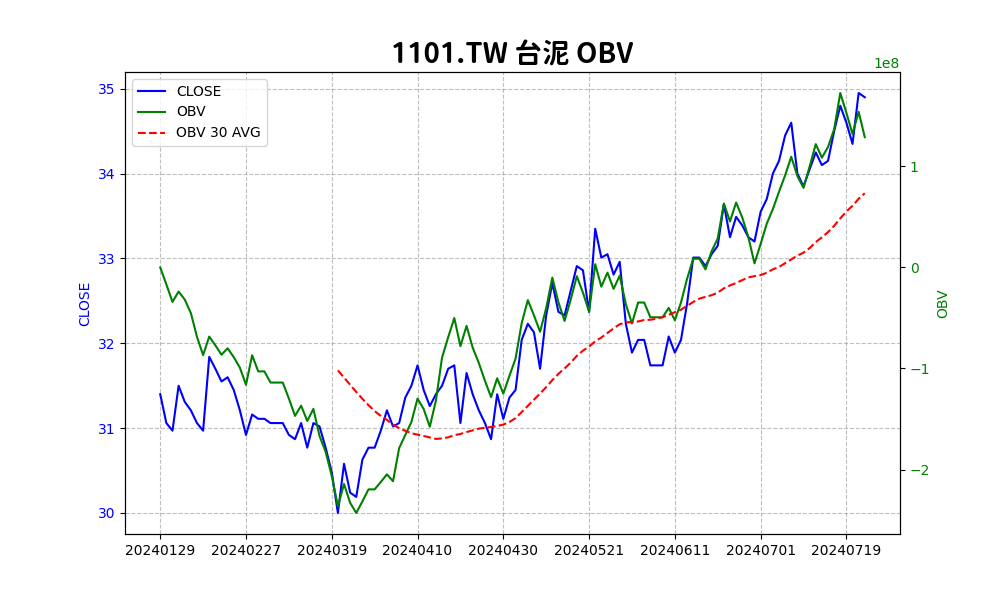 1101.TW 台泥 OBV
1e8
CLOSE
OBV
OBV 30 AVG
35
34
33
32
31
30
CLOSE
1
0
−1
−2
OBV
20240129
20240227
20240319
20240410
20240430
20240521
20240611
20240701
20240719